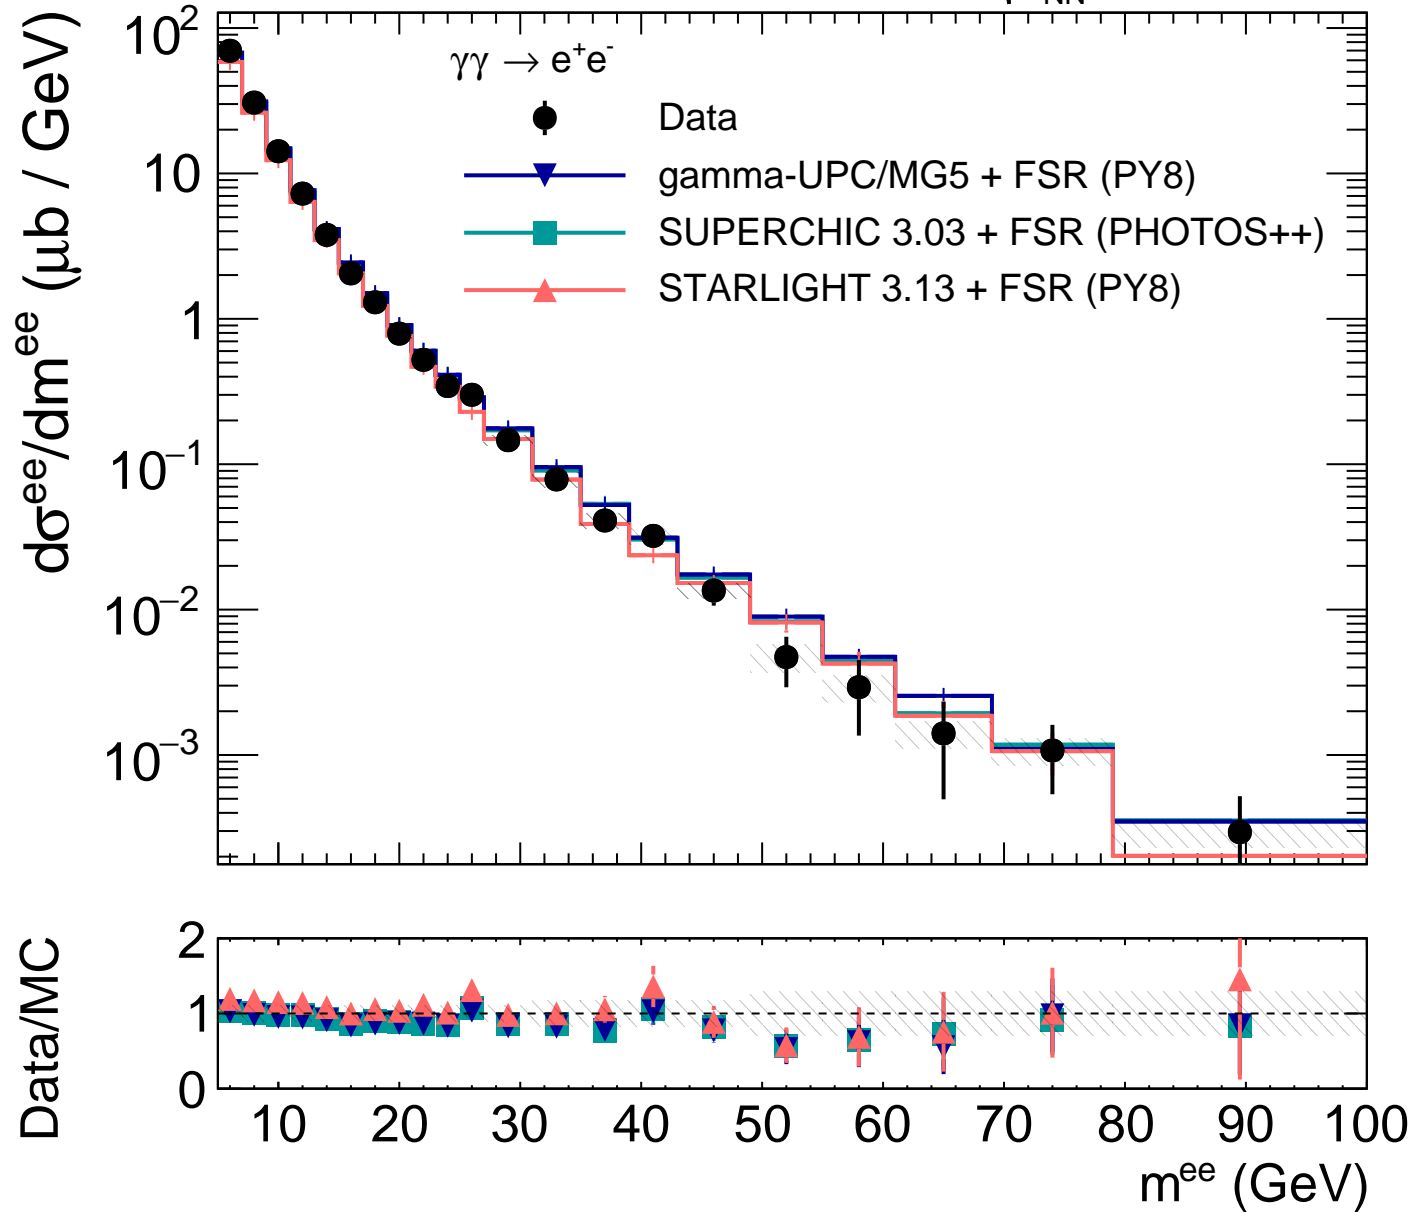 NN
γγ → e⁺e⁻
Data
gamma-UPC/MG5 + FSR (PY8)
SUPERCHIC 3.03 + FSR (PHOTOS++)
STARLIGHT 3.13 + FSR (PY8)
dσᵉᵉ/dmᵉᵉ (μb / GeV)
10²
10
1
10⁻¹
10⁻²
10⁻³
Data/MC
2
1
0
10 20 30 40 50 60 70 80 90 100
mᵉᵉ (GeV)